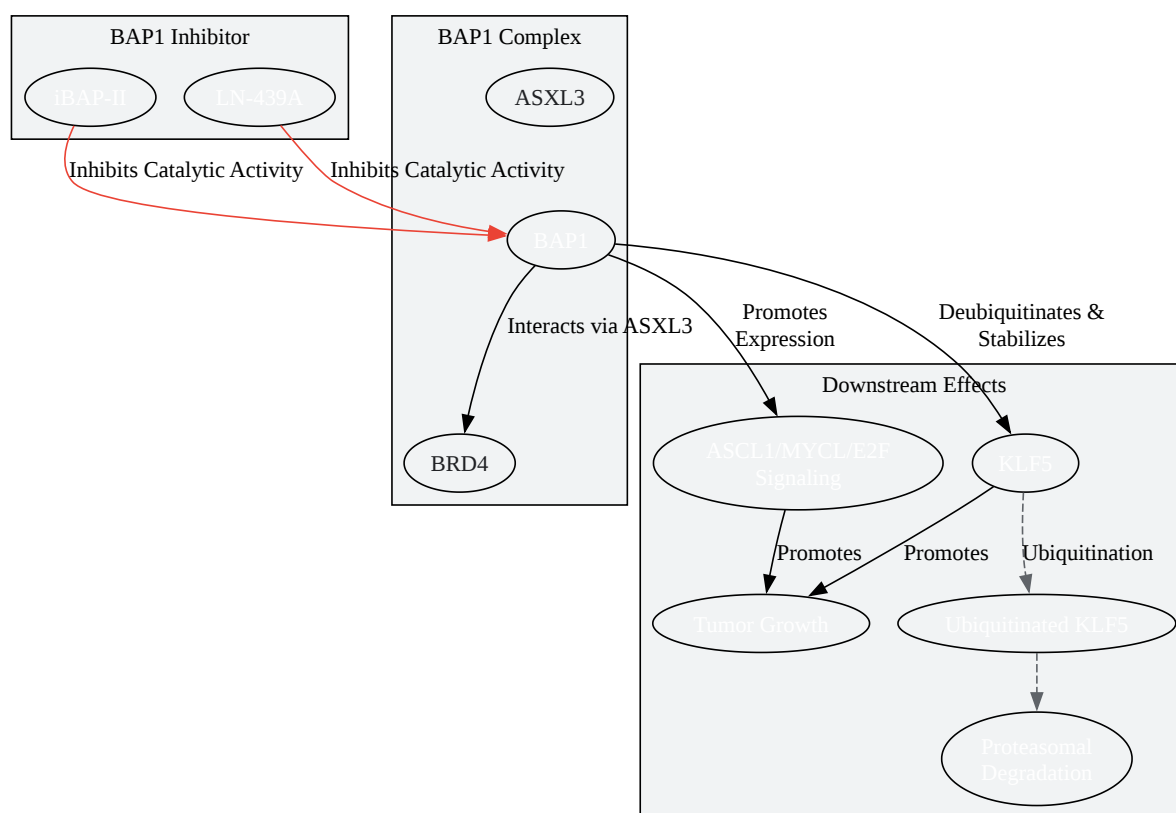 BAP1 Inhibitor
BAP1 Complex
iBAP-II
LN-439A
ASXL3
Inhibits Catalytic Activity
Inhibits Catalytic Activity
BAP1
Interacts via ASXL3
Promotes
Expression
Deubiquitinates &
Stabilizes
Downstream Effects
BRD4
ASCL1/MYCL/E2F
Signaling
KLF5
Promotes
Promotes
Ubiquitination
Tumor Growth
Ubiquitinated KLF5
Proteasomal
Degradation